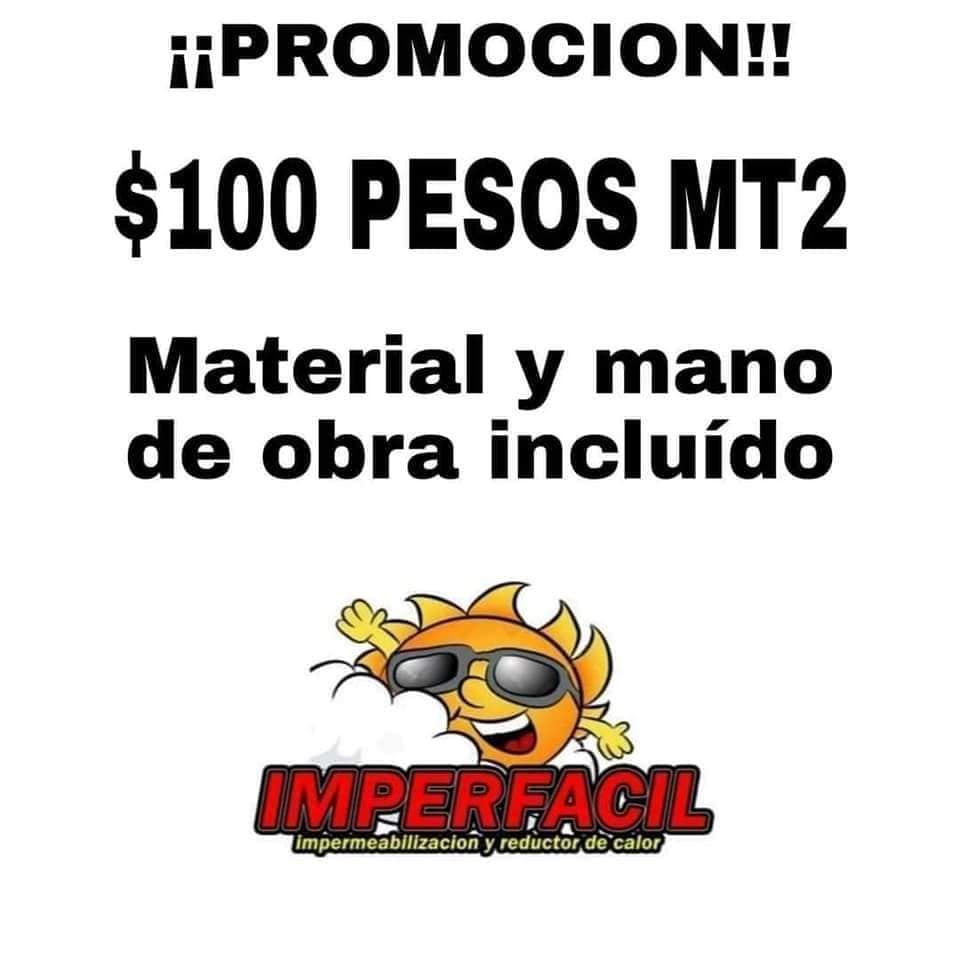 ¡¡PROMOCION!!
$100 PESOS MT2
Material y mano
de obra incluído
IMPERFACIL
impermeabilizacion y reductor de calor